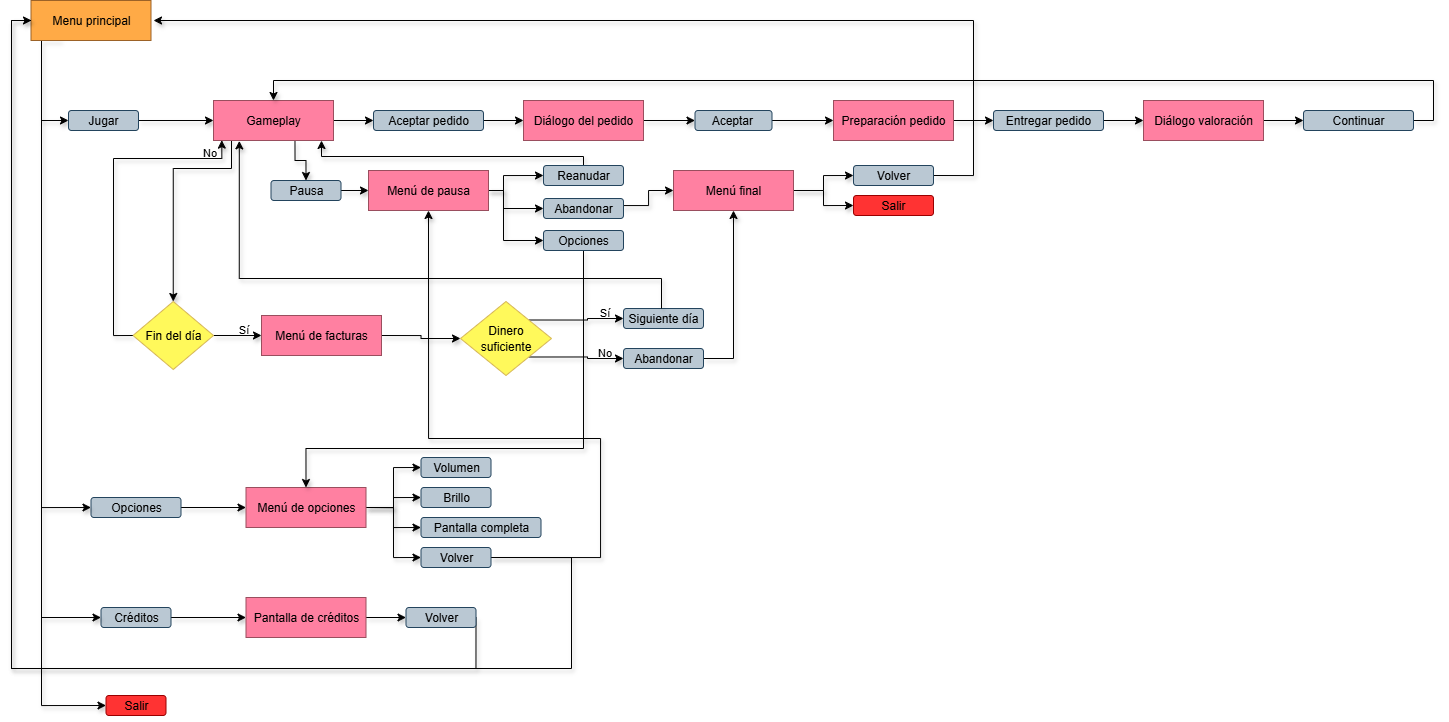 Menu principal
Jugar
Gameplay
Aceptar pedido
Diálogo del pedido
Aceptar
Preparación pedido
Entregar pedido
Diálogo valoración
Continuar
No
Pausa
Menú de pausa
Reanudar
Abandonar
Opciones
Menú final
Volver
Salir
Fin del día
Sí
Menú de facturas
Dinero
suficiente
Sí
Siguiente día
No
Abandonar
Opciones
Menú de opciones
Volumen
Brillo
Pantalla completa
Volver
Créditos
Pantalla de créditos
Volver
Salir